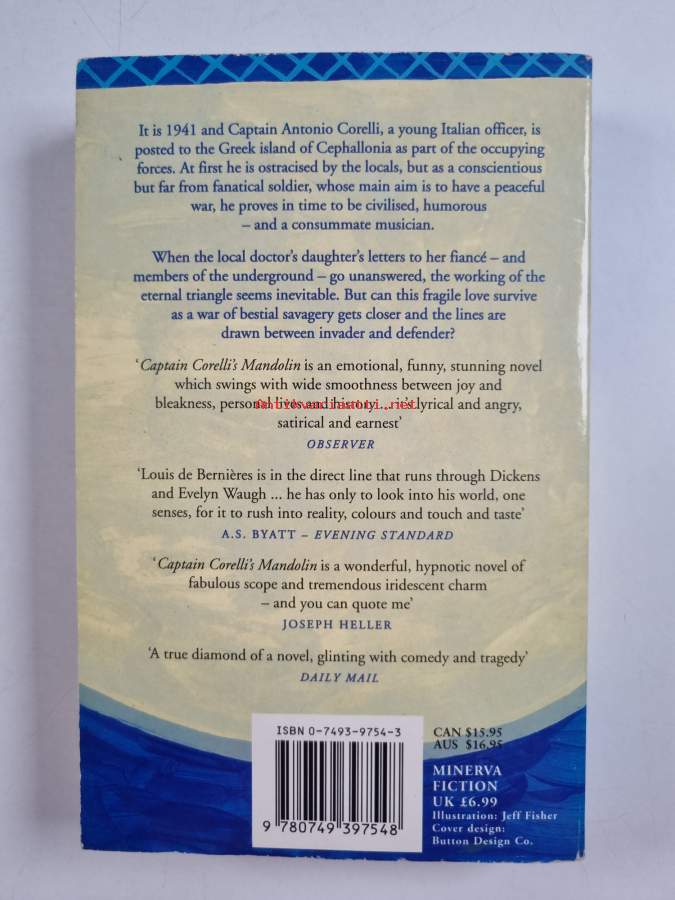 It is 1941 and Captain Antonio Corelli, a young Italian officer, is
posted to the Greek island of Cephallonia as part of the occupying
forces. At first he is ostracised by the locals, but as a conscientious
but far from fanatical soldier, whose main aim is to have a peaceful
war, he proves in time to be civilised, humorous
– and a consummate musician.
When the local doctor's daughter's letters to her fiancé – and
members of the underground – go unanswered, the working of the
eternal triangle seems inevitable. But can this fragile love survive
as a war of bestial savagery gets closer and the lines are
drawn between invader and defender?
'Captain Corelli's Mandolin is an emotional, funny, stunning novel
which swings with wide smoothness between joy and
bleakness, personal lives and history ... it's lyrical and angry,
satirical and earnest'
OBSERVER
'Louis de Bernières is in the direct line that runs through Dickens
and Evelyn Waugh ... he has only to look into his world, one
senses, for it to rush into reality, colours and touch and taste'
A.S. BYATT – EVENING STANDARD
'Captain Corelli's Mandolin is a wonderful, hypnotic novel of
fabulous scope and tremendous iridescent charm
– and you can quote me'
JOSEPH HELLER
'A true diamond of a novel, glinting with comedy and tragedy'
DAILY MAIL
ISBN 0-7493-9754-3
9 780749 397548
CAN $15.95
AUS $16.95
MINERVA
FICTION
UK £6.99
Illustration: Jeff Fisher
Cover design:
Button Design Co.